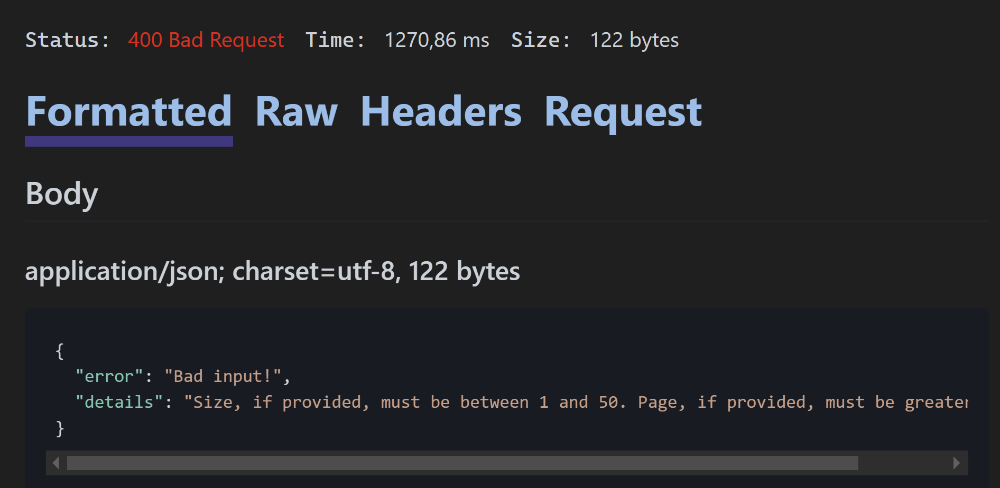 Status: 400 Bad Request Time: 1270,86 ms Size: 122 bytes
Formatted Raw Headers Request
Body
application/json; charset=utf-8, 122 bytes
{
"error": "Bad input!",
"details": "Size, if provided, must be between 1 and 50. Page, if provided, must be greater
}